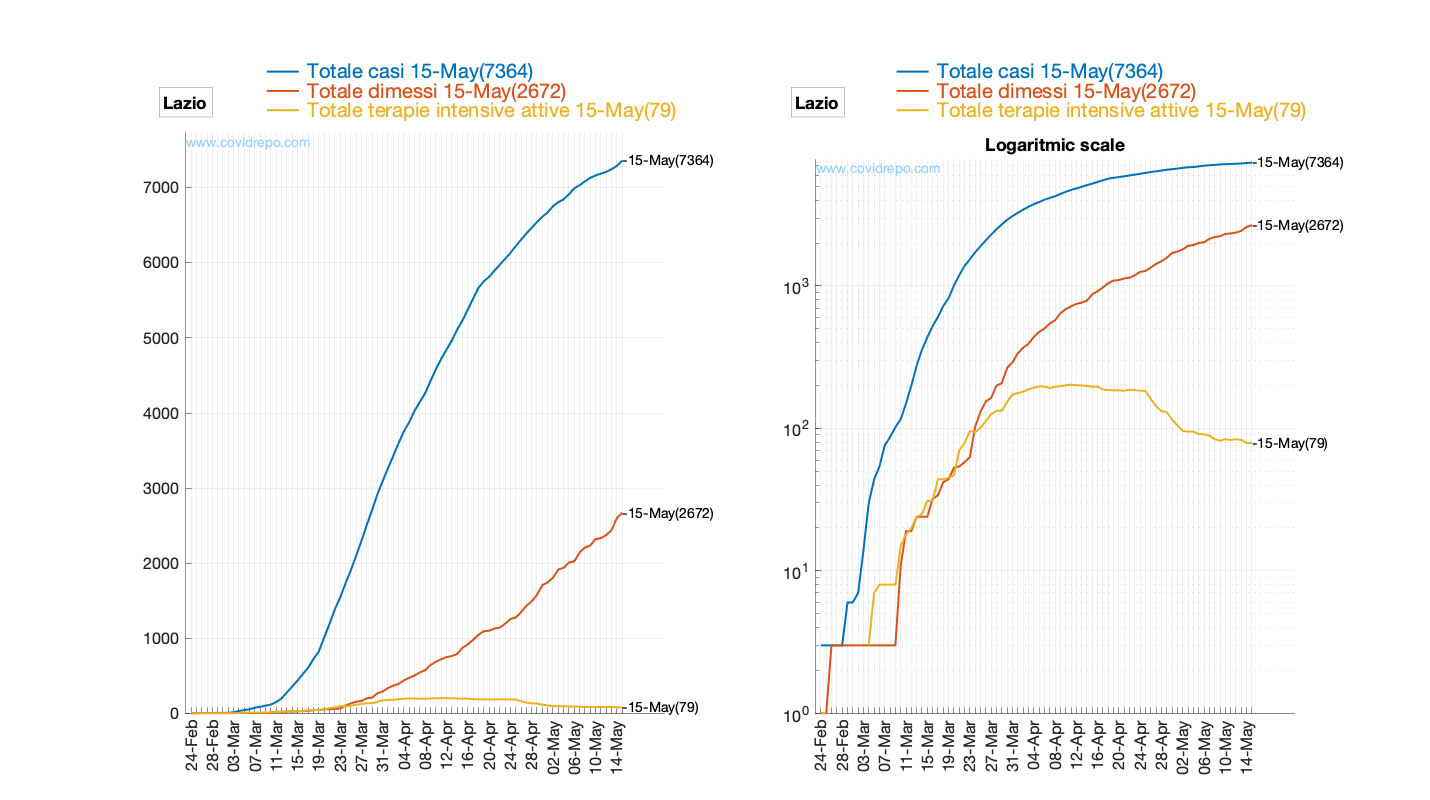 Totale casi 15-May(7364)
Totale dimessi 15-May(2672)
Totale terapie intensive attive 15-May(79)
Lazio
www.covidrepo.com
15-May(7364)
15-May(2672)
15-May(79)
7000
6000
5000
4000
3000
2000
1000
0
24-Feb
28-Feb
03-Mar
07-Mar
11-Mar
15-Mar
19-Mar
23-Mar
27-Mar
31-Mar
04-Apr
08-Apr
12-Apr
16-Apr
20-Apr
24-Apr
28-Apr
02-May
06-May
10-May
14-May
Totale casi 15-May(7364)
Totale dimessi 15-May(2672)
Totale terapie intensive attive 15-May(79)
Lazio
Logaritmic scale
www.covidrepo.com
15-May(7364)
15-May(2672)
15-May(79)
10³
10²
10¹
10⁰
24-Feb
28-Feb
03-Mar
07-Mar
11-Mar
15-Mar
19-Mar
23-Mar
27-Mar
31-Mar
04-Apr
08-Apr
12-Apr
16-Apr
20-Apr
24-Apr
28-Apr
02-May
06-May
10-May
14-May